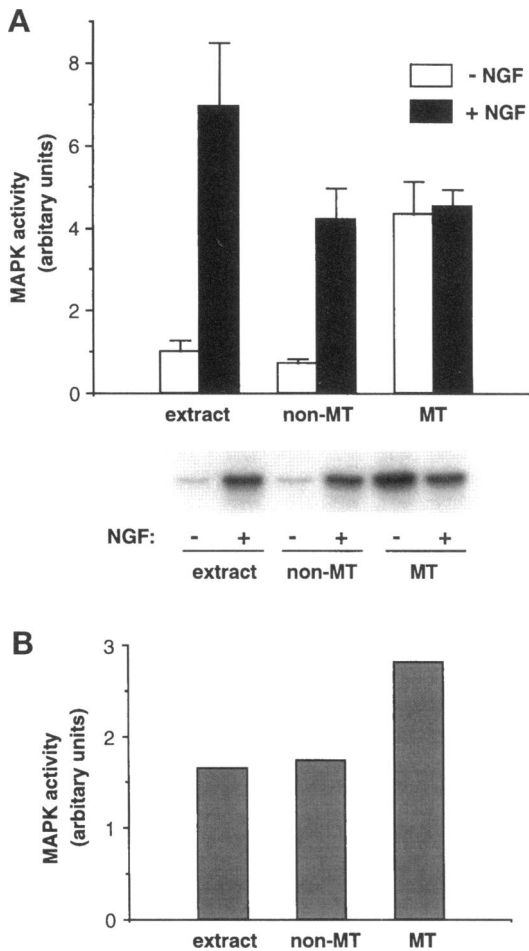 A
MAPK activity
(arbitary units)
8
6
4
2
0
- NGF
+ NGF
extract non-MT MT
NGF: - + - + - +
extract non-MT MT
B
MAPK activity
(arbitary units)
3
2
1
0
extract non-MT MT